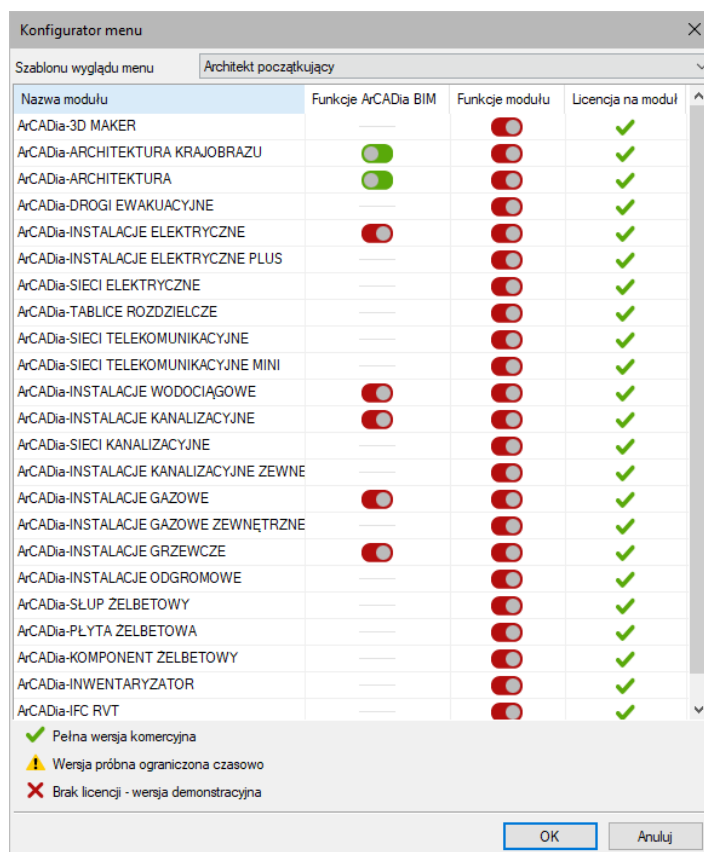 Konfigurator menu
Szablonu wyglądu menu Architekt początkujący
Nazwa modułu Funkcje ArCADia BIM Funkcje modułu Licencja na moduł
ArCADia-3D MAKER
ArCADia-ARCHITEKTURA KRAJOBRAZU
ArCADia-ARCHITEKTURA
ArCADia-DROGI EWAKUACYJNE
ArCADia-INSTALACJE ELEKTRYCZNE
ArCADia-INSTALACJE ELEKTRYCZNE PLUS
ArCADia-SIECI ELEKTRYCZNE
ArCADia-TABLICE ROZDZIELCZE
ArCADia-SIECI TELEKOMUNIKACYJNE
ArCADia-SIECI TELEKOMUNIKACYJNE MINI
ArCADia-INSTALACJE WODOCIĄGOWE
ArCADia-INSTALACJE KANALIZACYJNE
ArCADia-SIECI KANALIZACYJNE
ArCADia-INSTALACJE KANALIZACYJNE ZEWNE
ArCADia-INSTALACJE GAZOWE
ArCADia-INSTALACJE GAZOWE ZEWNĘTRZNE
ArCADia-INSTALACJE GRZEWCZE
ArCADia-INSTALACJE ODGROMOWE
ArCADia-SŁUP ŻELBETOWY
ArCADia-PŁYTA ŻELBETOWA
ArCADia-KOMPONENT ŻELBETOWY
ArCADia-INWENTARYZATOR
ArCADia-IFC RVT
Pełna wersja komercyjna
Wersja próbna ograniczona czasowo
Brak licencji - wersja demonstracyjna
OK Anuluj